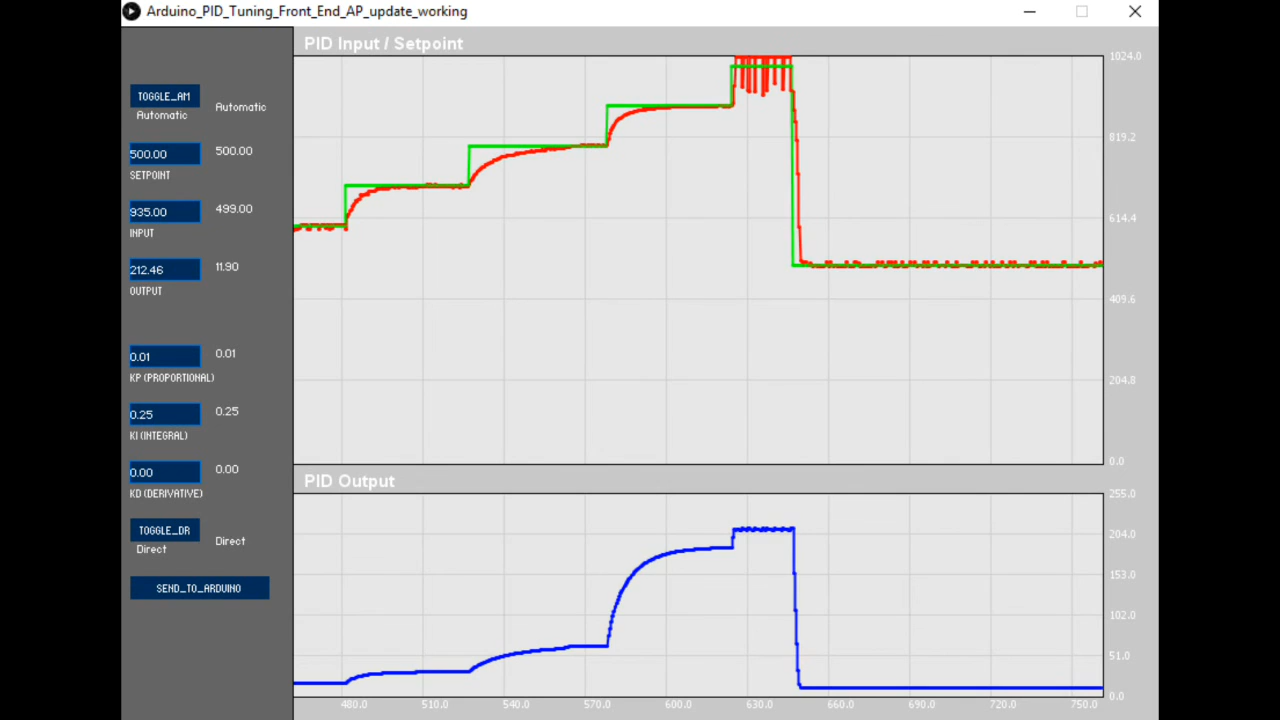 Arduino_PID_Tuning_Front_End_AP_update_working
PID Input / Setpoint
1024.0
819.2
614.4
409.6
204.8
0.0
TOGGLE_AM
Automatic
Automatic
500.00
500.00
SETPOINT
935.00
499.00
INPUT
212.46
11.90
OUTPUT
0.01
0.01
KP (PROPORTIONAL)
0.25
0.25
KI (INTEGRAL)
0.00
0.00
KD (DERIVATIVE)
TOGGLE_DR
Direct
Direct
SEND_TO_ARDUINO
PID Output
255.0
204.0
153.0
102.0
51.0
0.0
480.0 510.0 540.0 570.0 600.0 630.0 660.0 690.0 720.0 750.0